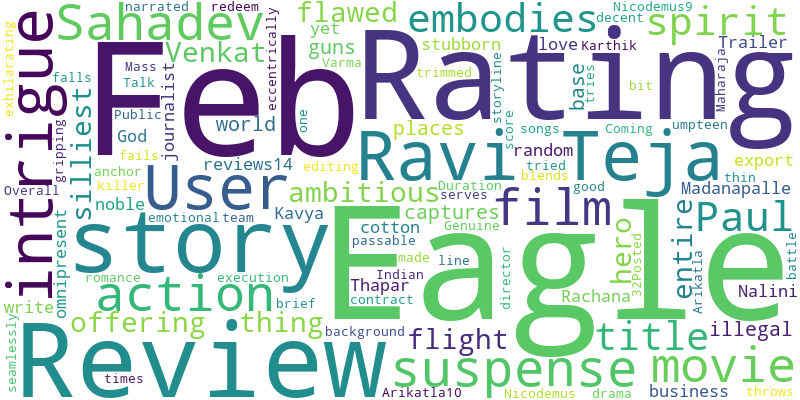 narrated
redeem
Nicodemus9
Sahadev
flawed
embodies
spirit
decent
intrigue
exhilarating
Feb
Rating
yet
guns
stubborn
love
Karthik
Trailer
Venkat
eccentrically
falls
Mass
Varma
trimmed
tries
base
Maharaja
Talk
journalist
storyline
bit
silliest
Public
world
one
places
score
songs
Coming
umpteen
God
gripping
fails
reviews14
Ravi
Teja
random
export
editing
tried
blends
thin
Overall
anchor
killer
User
ambitious
Duration
serves
good
Madanapalle
noble
Kavya
captures
Genuine
film
entire
Paul
omnipresent
emotional
team
cotton
story
passable
line
hero
battle
Eagle
Indian
made
director
32Posted
Arikatla
romance
execution
Thapar
Rachana
Nalini
action
contract
write
brief
offering
thing
background
flight
title
illegal
seamlessly
Review
suspense
movie
times
Arikatla10
Nicodemus
drama
business
throws